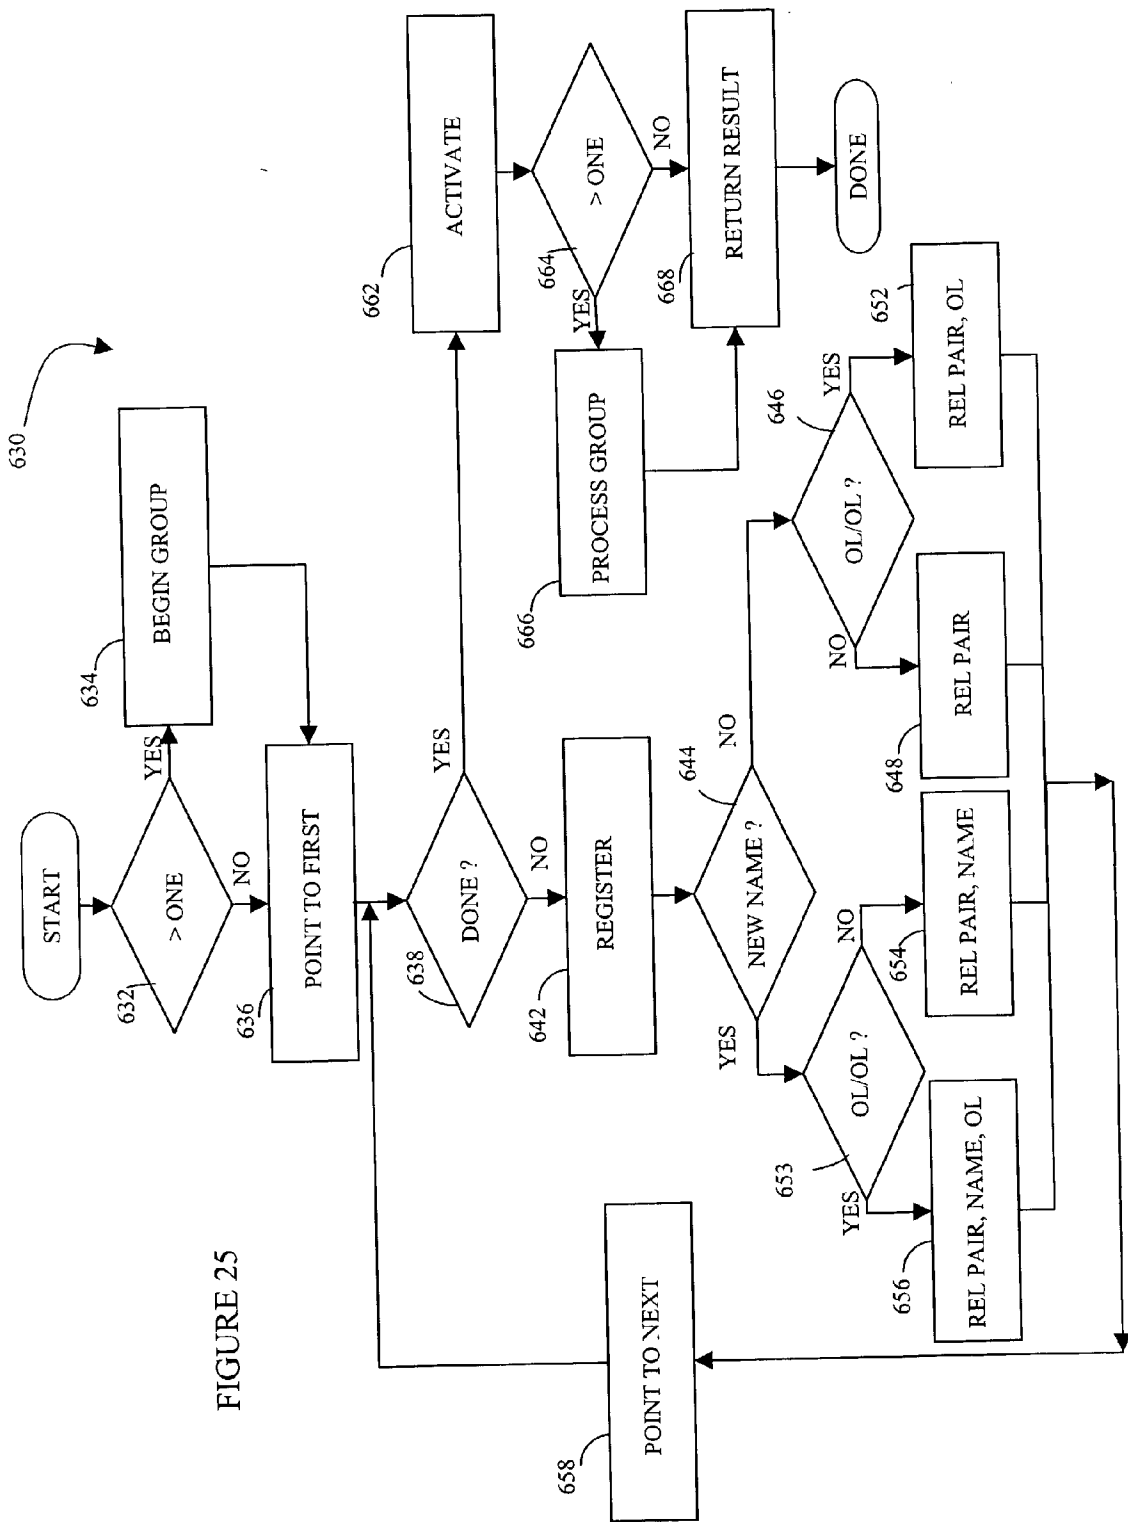 FIGURE 25
630
START
632
> ONE
YES
NO
634
BEGIN GROUP
636
POINT TO FIRST
638
DONE ?
YES
NO
642
REGISTER
644
NEW NAME ?
YES
NO
653
OL/OL ?
YES
NO
646
OL/OL ?
NO
YES
656
REL PAIR, NAME, OL
654
REL PAIR, NAME
648
REL PAIR
652
REL PAIR, OL
658
POINT TO NEXT
662
ACTIVATE
664
> ONE
YES
NO
666
PROCESS GROUP
668
RETURN RESULT
DONE